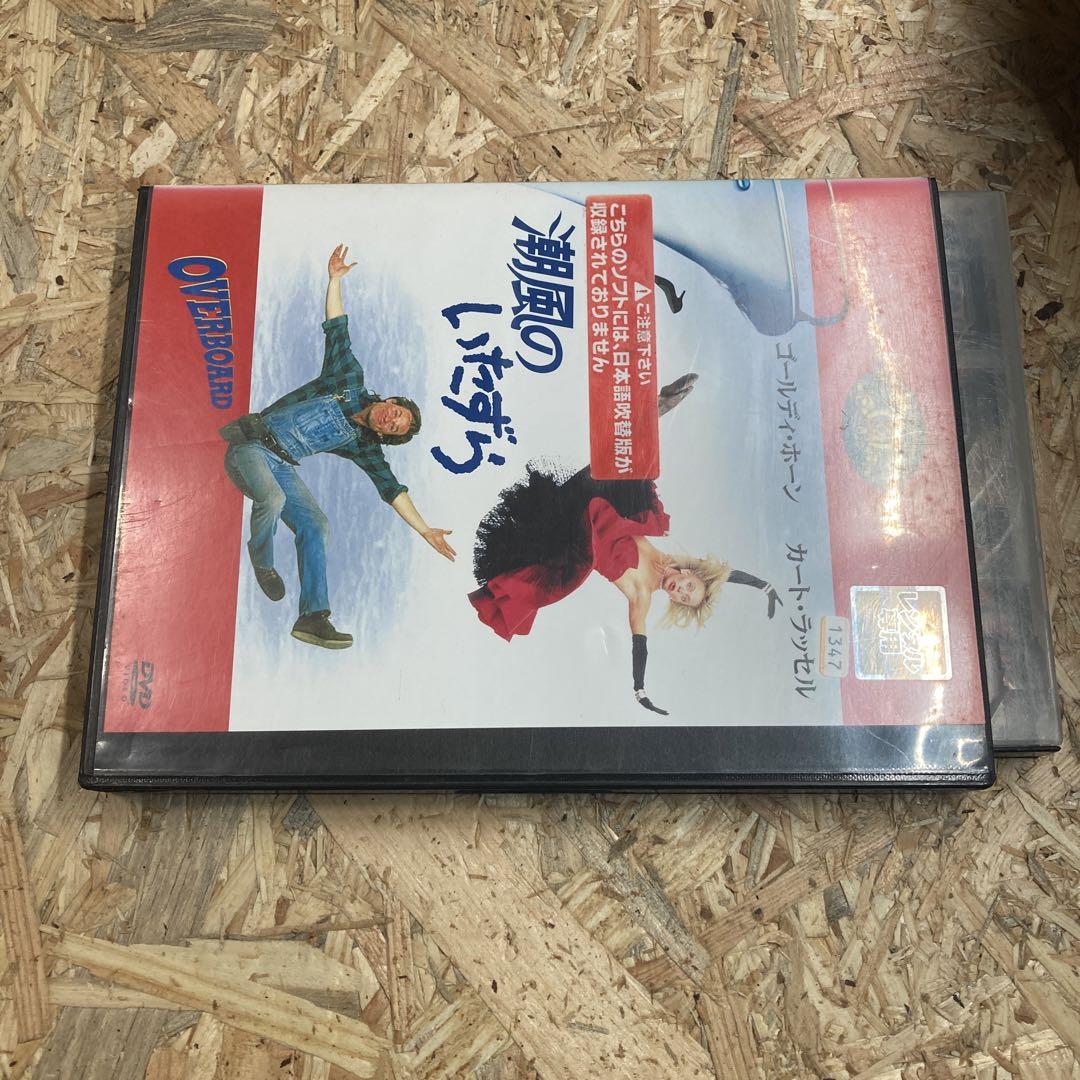 ゴールディ・ホーン　カート・ラッセル
レンタル
専用
1347
⚠ご注意下さい
こちらのソフトには、日本語吹替版が
収録されておりません
潮風の
いたずら
OVERBOARD
DVD
VIDEO